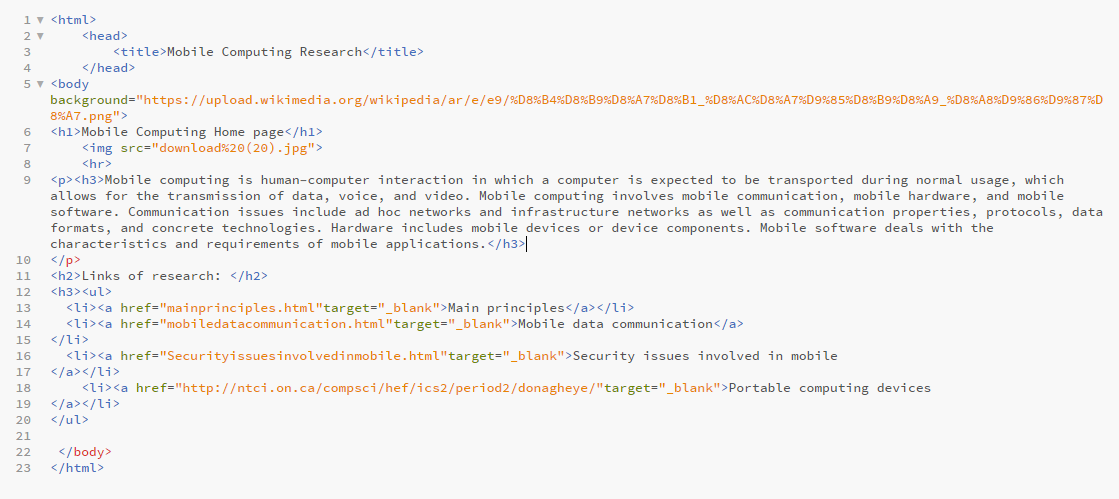 1 <html>
2 <head>
3 <title>Mobile Computing Research</title>
4 </head>
5 <body
background="https://upload.wikimedia.org/wikipedia/ar/e/e9/%D8%B4%D8%B9%D8%A7%D8%B1_%D8%AC%D8%A7%D9%85%D8%B9%D8%A9_%D8%A8%D9%86%D9%87%D
8%A7.png">
6 <h1>Mobile Computing Home page</h1>
7 <img src="download%20(20).jpg">
8 <hr>
9 <p><h3>Mobile computing is human–computer interaction in which a computer is expected to be transported during normal usage, which
allows for the transmission of data, voice, and video. Mobile computing involves mobile communication, mobile hardware, and mobile
software. Communication issues include ad hoc networks and infrastructure networks as well as communication properties, protocols, data
formats, and concrete technologies. Hardware includes mobile devices or device components. Mobile software deals with the
characteristics and requirements of mobile applications.</h3>
10 </p>
11 <h2>Links of research: </h2>
12 <h3><ul>
13 <li><a href="mainprinciples.html"target="_blank">Main principles</a></li>
14 <li><a href="mobiledatacommunication.html"target="_blank">Mobile data communication</a>
15 </li>
16 <li><a href="Securityissuesinvolvedinmobile.html"target="_blank">Security issues involved in mobile
17 </a></li>
18 <li><a href="http://ntci.on.ca/compsci/hef/ics2/period2/donagheye/"target="_blank">Portable computing devices
19 </a></li>
20 </ul>
21
22 </body>
23 </html>